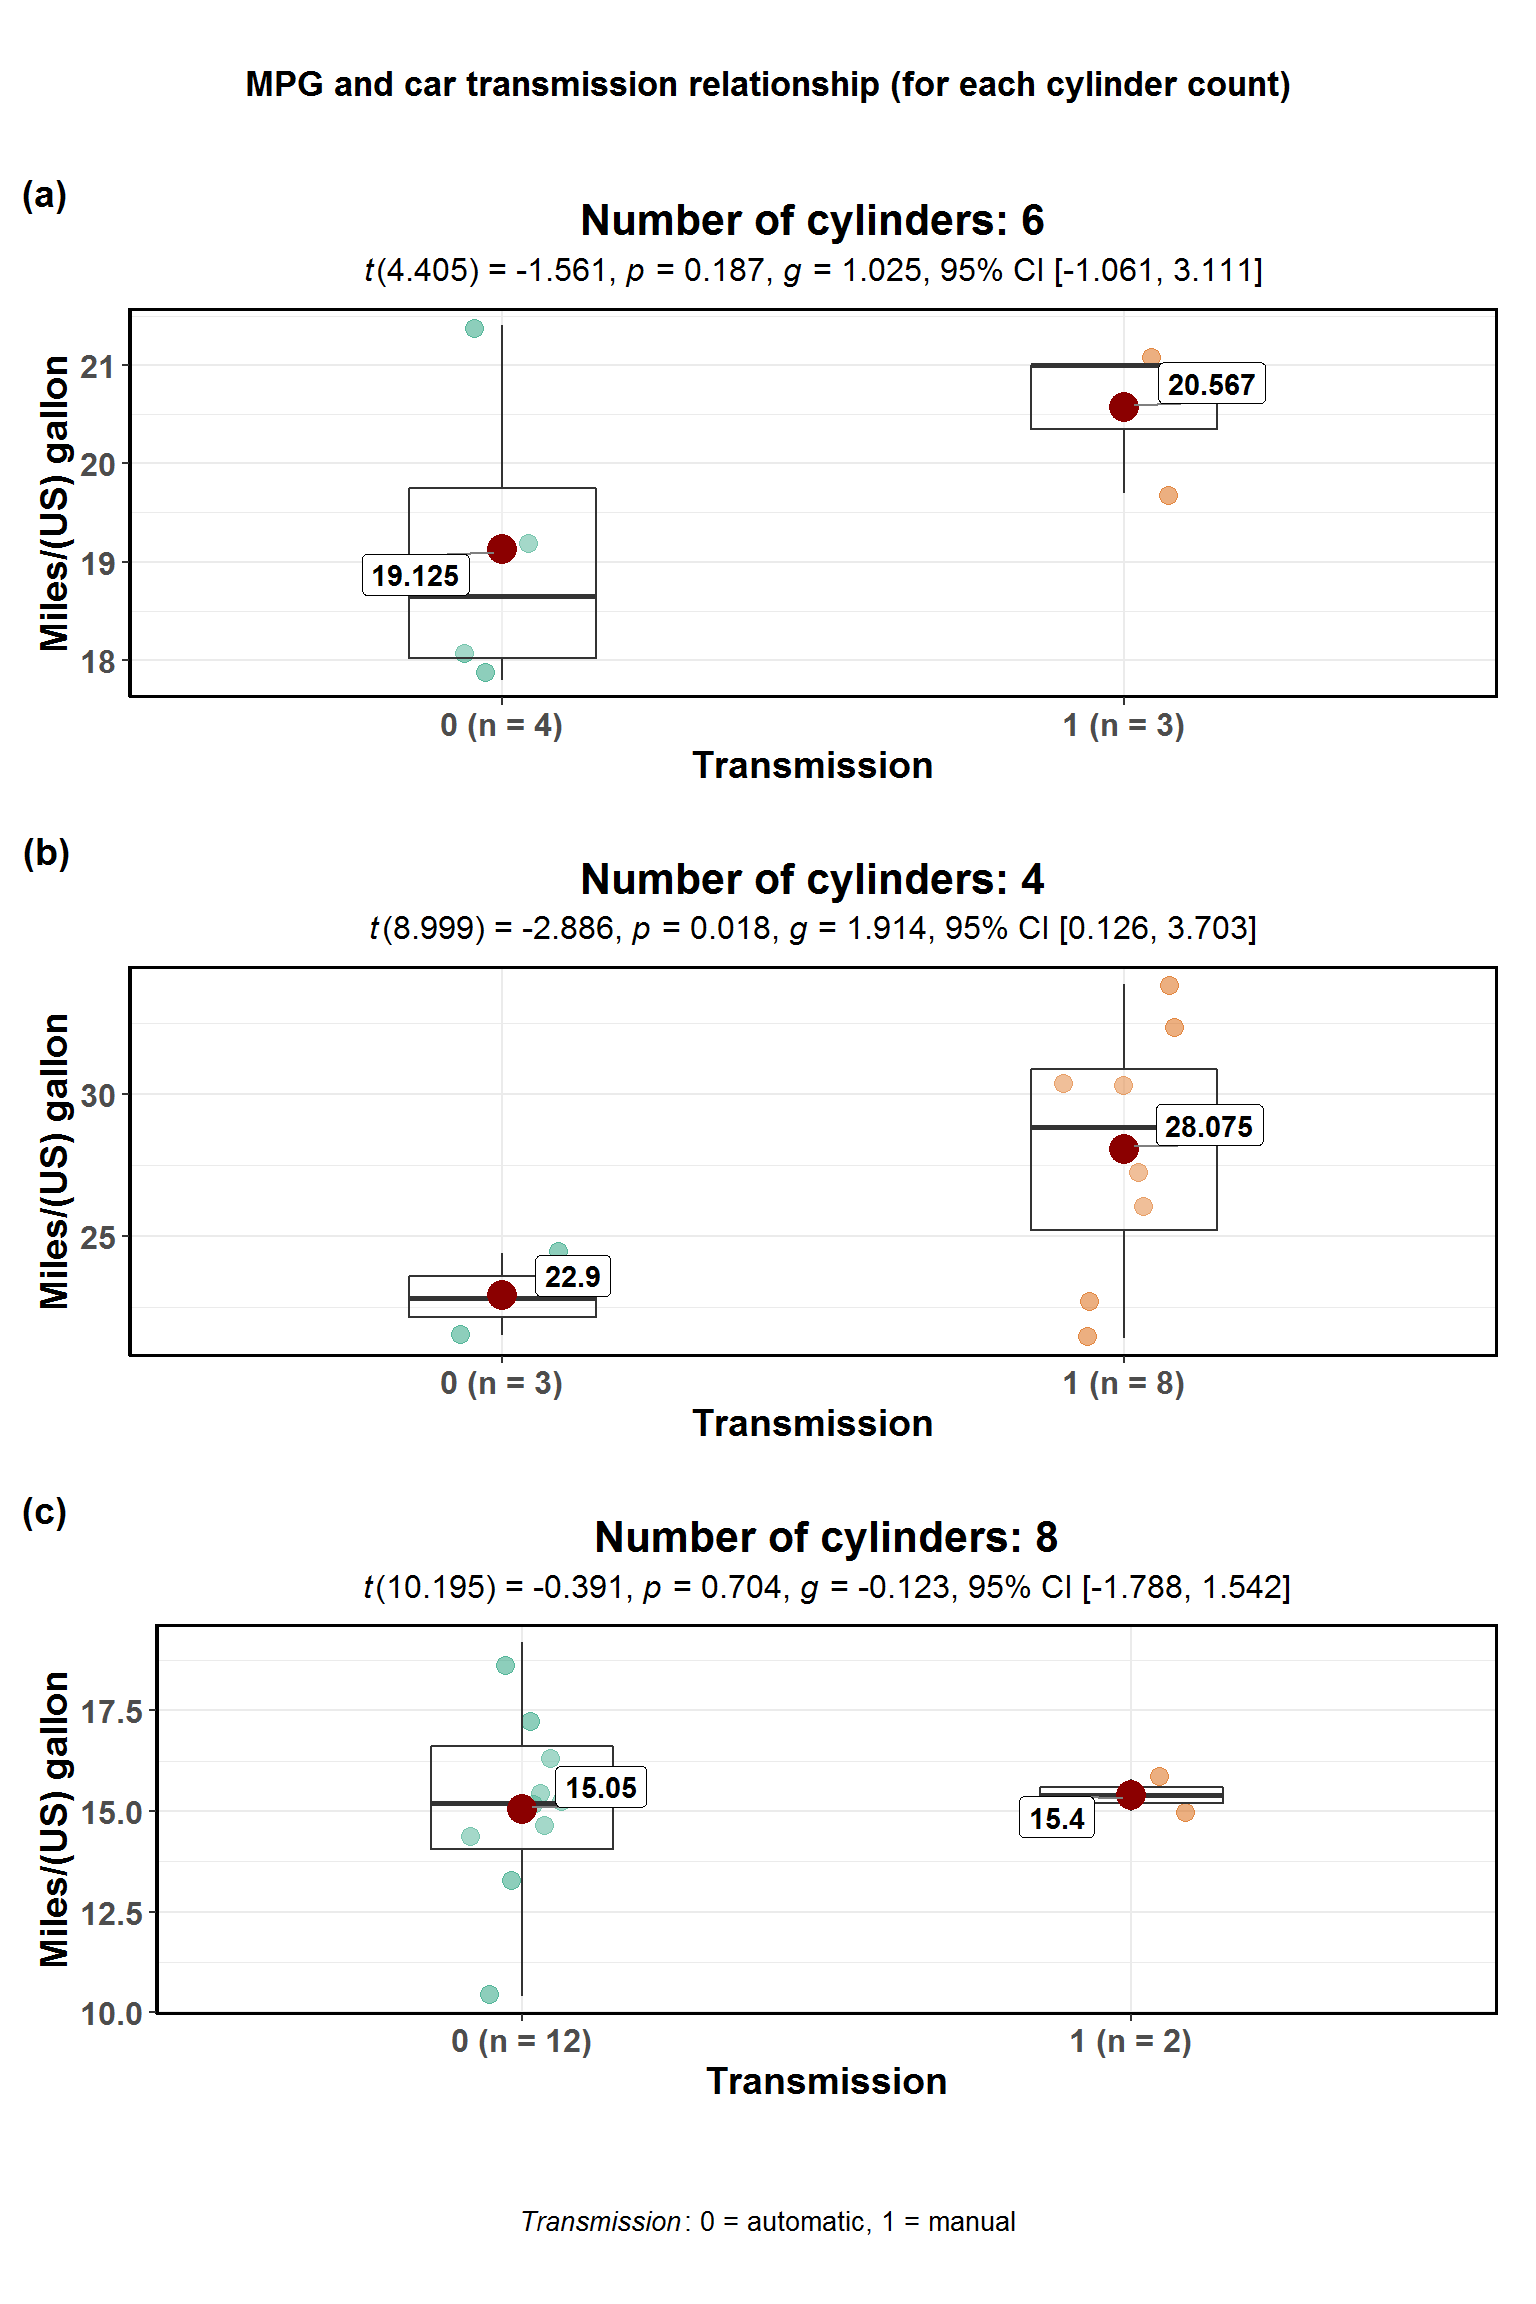 MPG and car transmission relationship (for each cylinder count)
(a)
Number of cylinders: 6
t(4.405) = -1.561, p = 0.187, g = 1.025, 95% CI [-1.061, 3.111]
Miles/(US) gallon
21
20
19
18
19.125
20.567
0 (n = 4)
1 (n = 3)
Transmission
(b)
Number of cylinders: 4
t(8.999) = -2.886, p = 0.018, g = 1.914, 95% CI [0.126, 3.703]
Miles/(US) gallon
30
25
22.9
28.075
0 (n = 3)
1 (n = 8)
Transmission
(c)
Number of cylinders: 8
t(10.195) = -0.391, p = 0.704, g = -0.123, 95% CI [-1.788, 1.542]
Miles/(US) gallon
17.5
15.0
12.5
10.0
15.05
15.4
0 (n = 12)
1 (n = 2)
Transmission
Transmission: 0 = automatic, 1 = manual